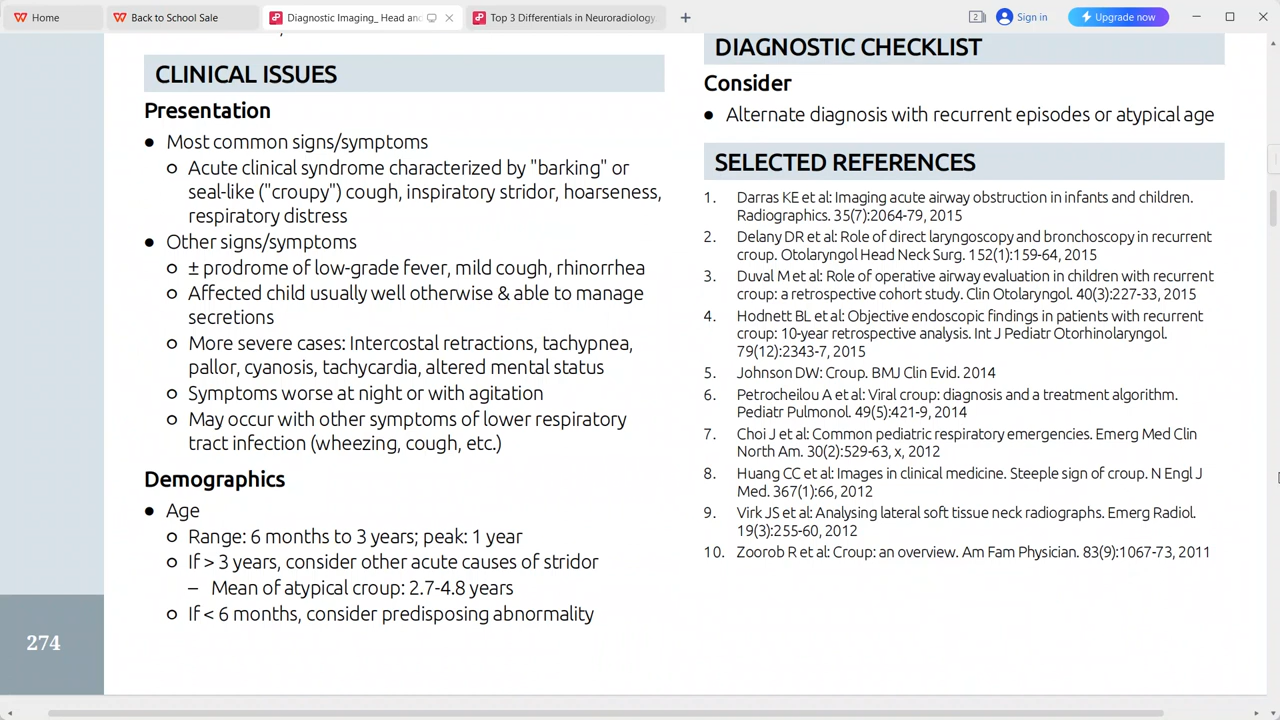 Home
Back to School Sale
Diagnostic Imaging_ Head and
Top 3 Differentials in Neuroradiology
2
Sign in
Upgrade now
CLINICAL ISSUES
Presentation
● Most common signs/symptoms
○ Acute clinical syndrome characterized by "barking" or
seal-like ("croupy") cough, inspiratory stridor, hoarseness,
respiratory distress
● Other signs/symptoms
○ ± prodrome of low-grade fever, mild cough, rhinorrhea
○ Affected child usually well otherwise & able to manage
secretions
○ More severe cases: Intercostal retractions, tachypnea,
pallor, cyanosis, tachycardia, altered mental status
○ Symptoms worse at night or with agitation
○ May occur with other symptoms of lower respiratory
tract infection (wheezing, cough, etc.)
Demographics
● Age
○ Range: 6 months to 3 years; peak: 1 year
○ If > 3 years, consider other acute causes of stridor
– Mean of atypical croup: 2.7-4.8 years
○ If < 6 months, consider predisposing abnormality
274
DIAGNOSTIC CHECKLIST
Consider
● Alternate diagnosis with recurrent episodes or atypical age
SELECTED REFERENCES
1. Darras KE et al: Imaging acute airway obstruction in infants and children.
Radiographics. 35(7):2064-79, 2015
2. Delany DR et al: Role of direct laryngoscopy and bronchoscopy in recurrent
croup. Otolaryngol Head Neck Surg. 152(1):159-64, 2015
3. Duval M et al: Role of operative airway evaluation in children with recurrent
croup: a retrospective cohort study. Clin Otolaryngol. 40(3):227-33, 2015
4. Hodnett BL et al: Objective endoscopic findings in patients with recurrent
croup: 10-year retrospective analysis. Int J Pediatr Otorhinolaryngol.
79(12):2343-7, 2015
5. Johnson DW: Croup. BMJ Clin Evid. 2014
6. Petrocheilou A et al: Viral croup: diagnosis and a treatment algorithm.
Pediatr Pulmonol. 49(5):421-9, 2014
7. Choi J et al: Common pediatric respiratory emergencies. Emerg Med Clin
North Am. 30(2):529-63, x, 2012
8. Huang CC et al: Images in clinical medicine. Steeple sign of croup. N Engl J
Med. 367(1):66, 2012
9. Virk JS et al: Analysing lateral soft tissue neck radiographs. Emerg Radiol.
19(3):255-60, 2012
10. Zoorob R et al: Croup: an overview. Am Fam Physician. 83(9):1067-73, 2011